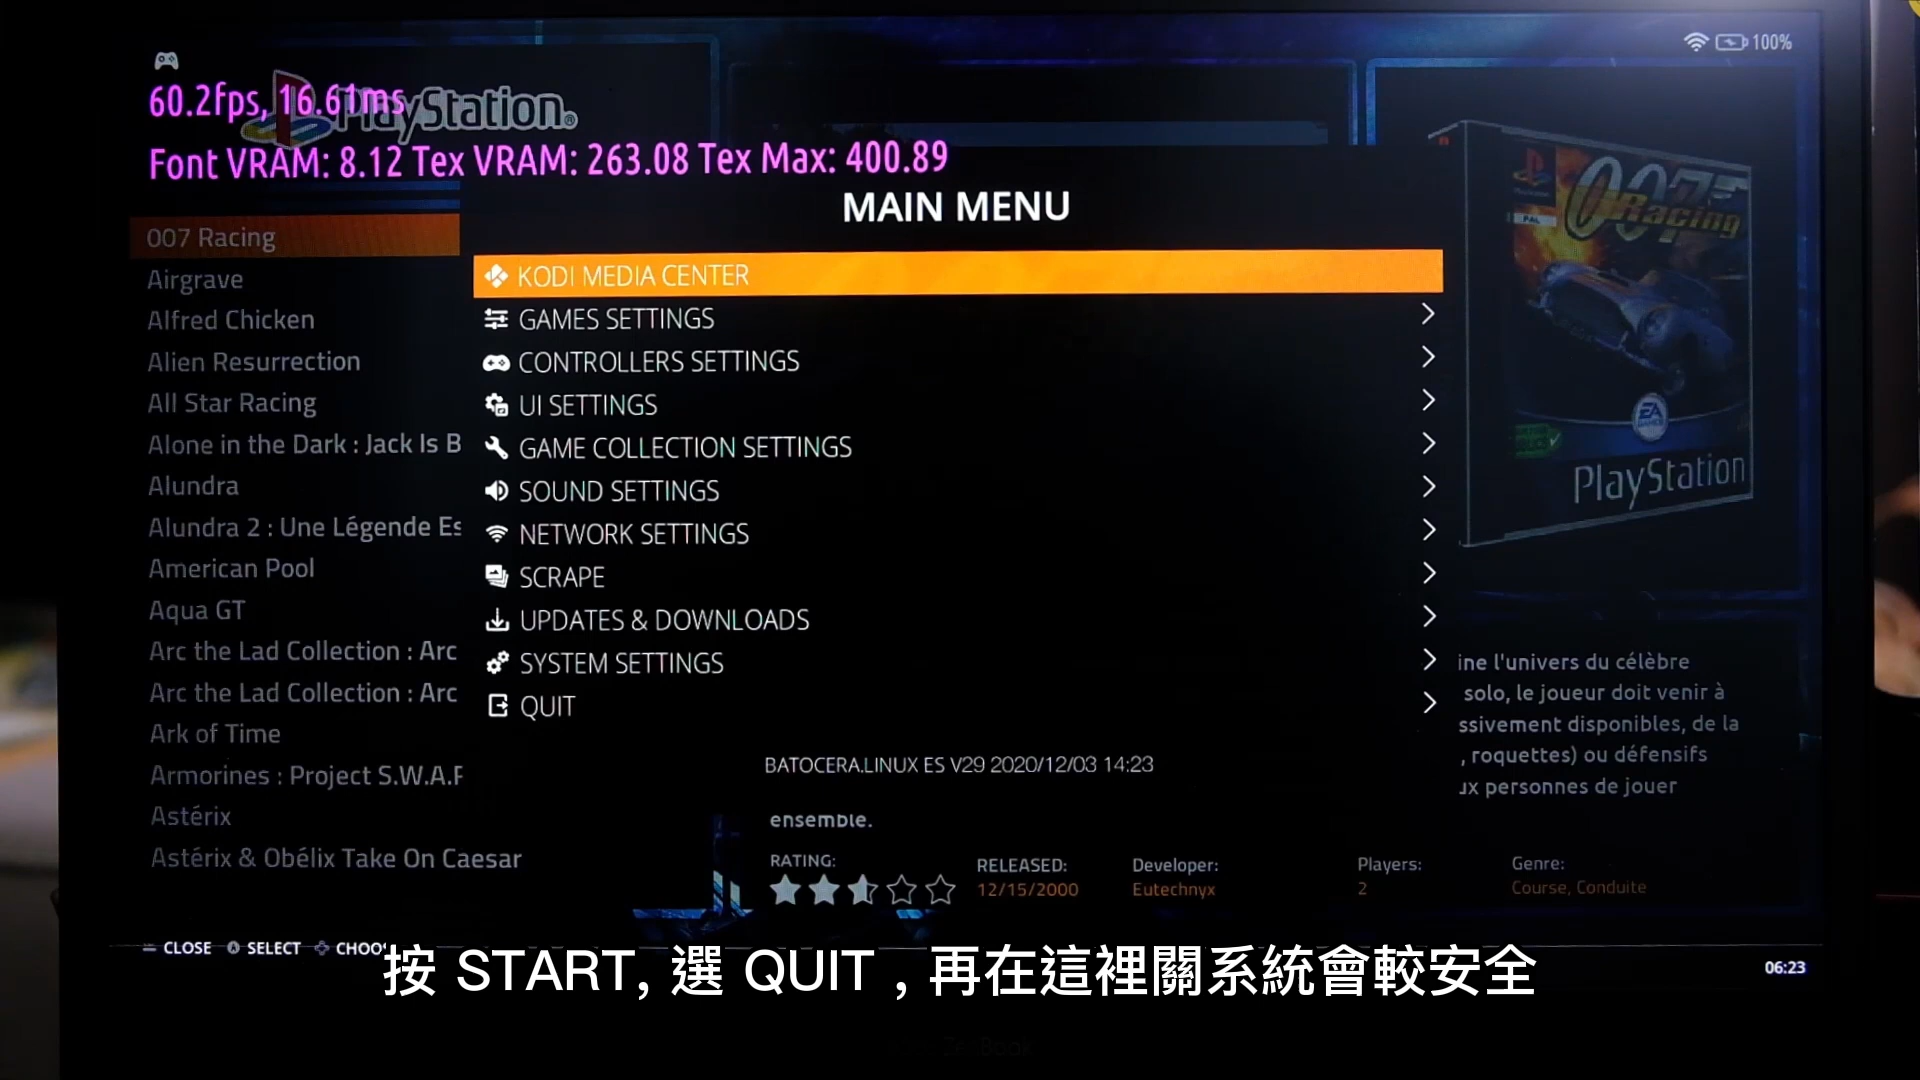 100%
PlayStation®
60.2fps, 16.61ms
Font VRAM: 8.12 Tex VRAM: 263.08 Tex Max: 400.89
MAIN MENU
007 Racing
Airgrave
Alfred Chicken
Alien Resurrection
All Star Racing
Alone in the Dark : Jack Is B
Alundra
Alundra 2 : Une Légende Es
American Pool
Aqua GT
Arc the Lad Collection : Arc
Arc the Lad Collection : Arc
Ark of Time
Armorines : Project S.W.A.R
Astérix
Astérix & Obélix Take On Caesar
KODI MEDIA CENTER
GAMES SETTINGS
CONTROLLERS SETTINGS
UI SETTINGS
GAME COLLECTION SETTINGS
SOUND SETTINGS
NETWORK SETTINGS
SCRAPE
UPDATES & DOWNLOADS
SYSTEM SETTINGS
QUIT
BATOCERA.LINUX ES V29 2020/12/03 14:23
PAL
007 Racing
EA
PlayStation
ine l'univers du célèbre
solo, le joueur doit venir à
ssivement disponibles, de la
, roquettes) ou défensifs
ux personnes de jouer
ensemble.
RATING:
RELEASED:
12/15/2000
Developer:
Eutechnyx
Players:
2
Genre:
Course, Conduite
CLOSE SELECT CHOO
06:23
按 START, 選 QUIT , 再在這裡關系統會較安全